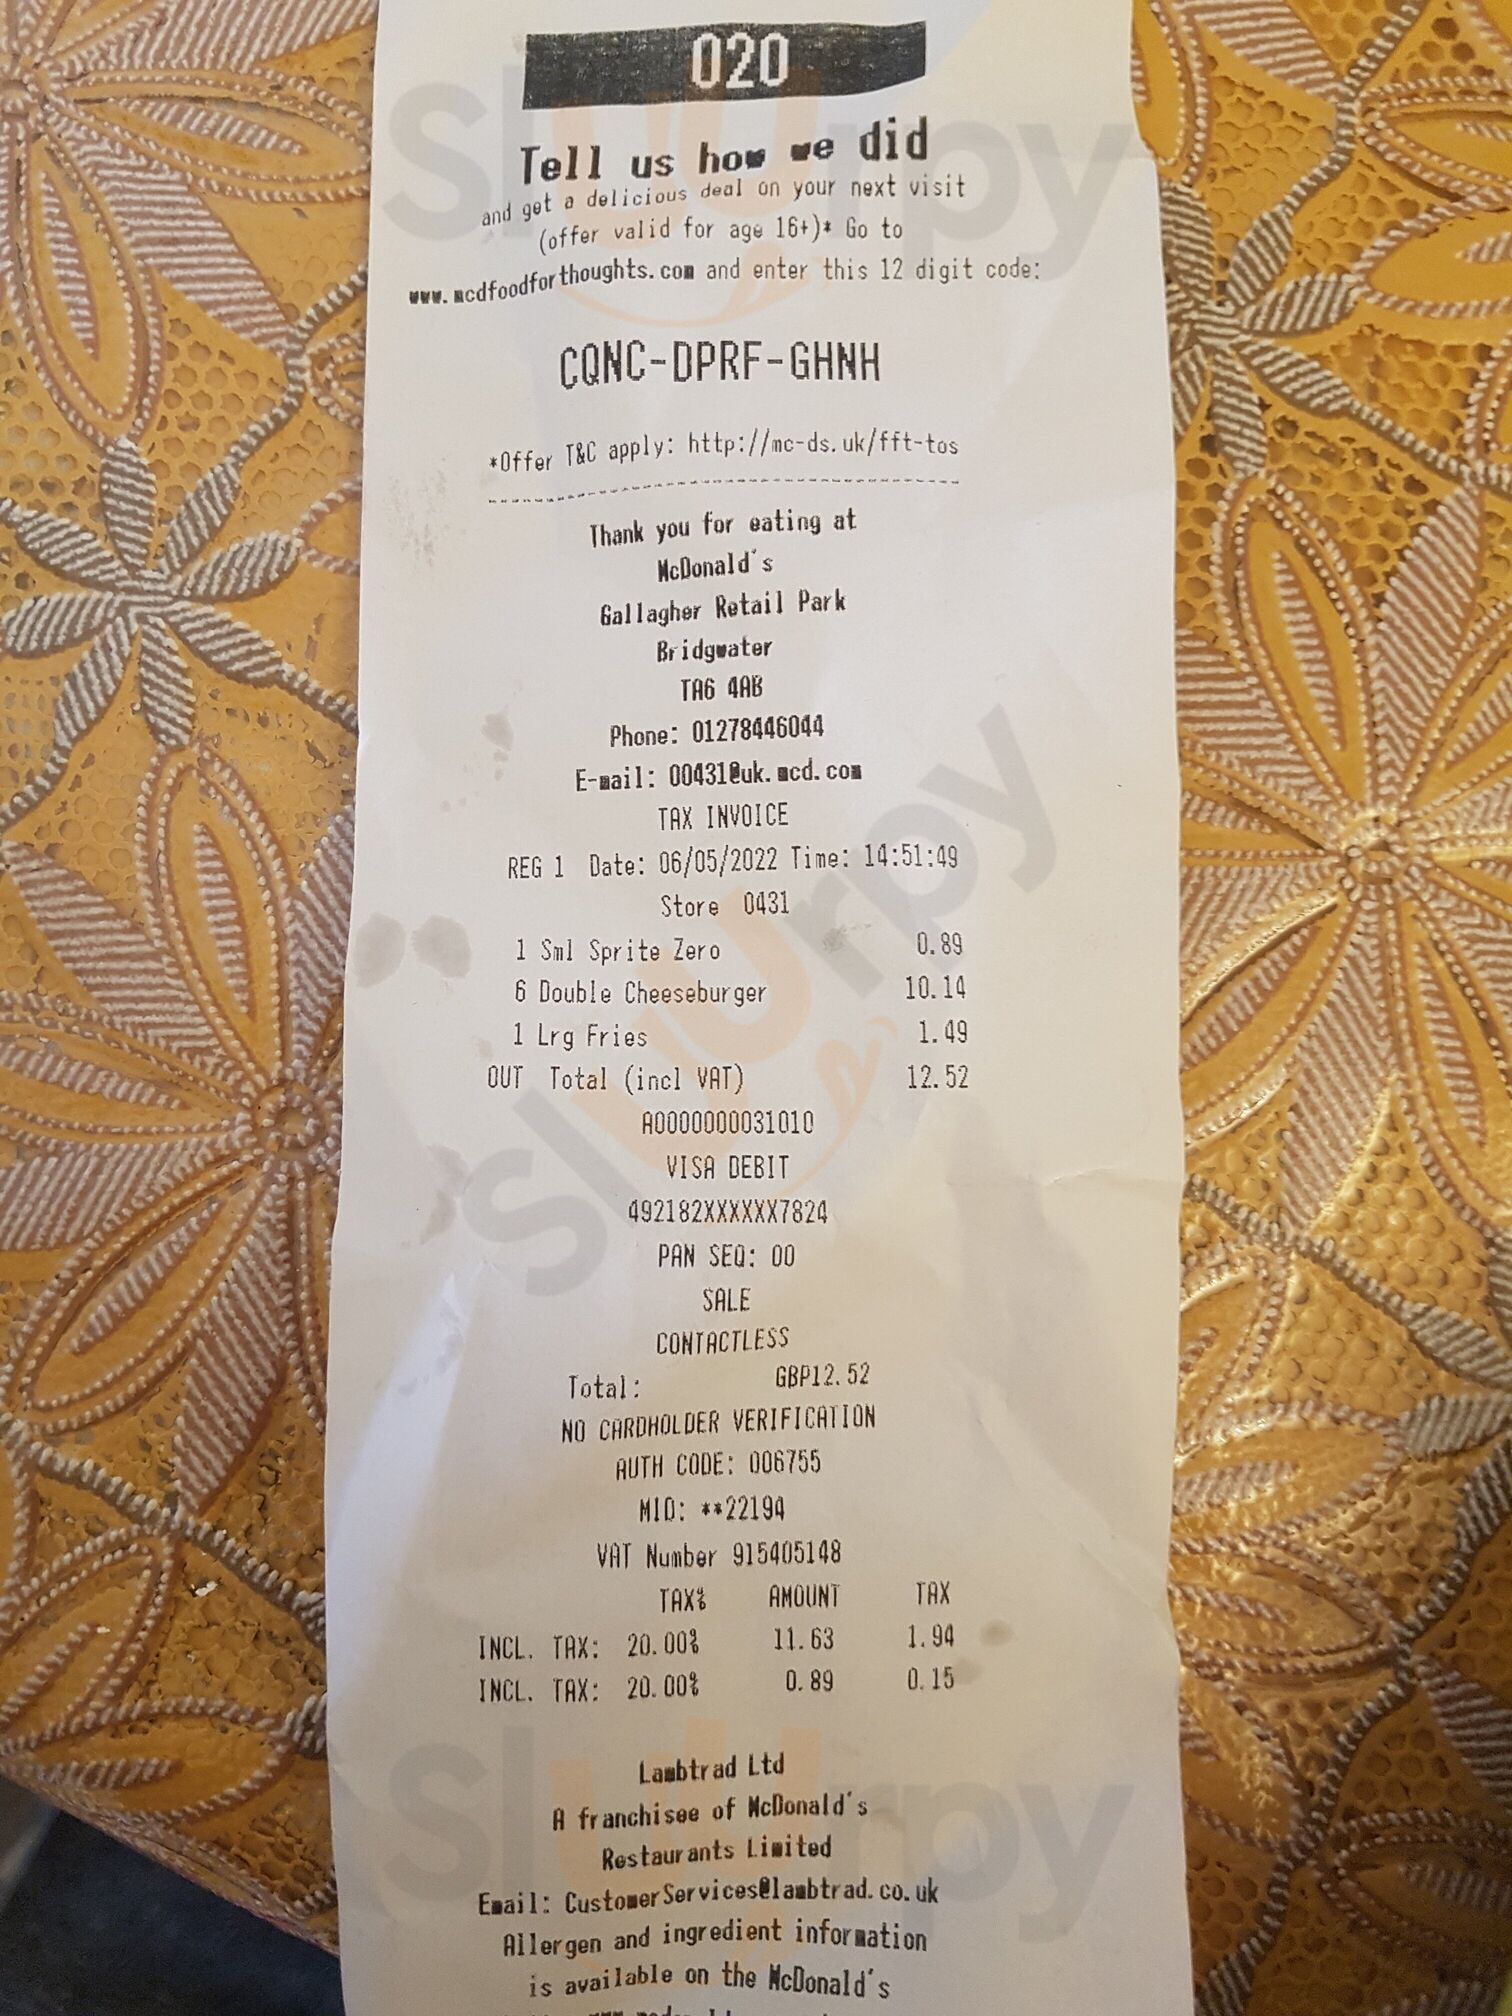 020
Tell us how we did
and get a delicious deal on your next visit
(offer valid for age 16+)* Go to
www.mcdfoodforthoughts.com and enter this 12 digit code:
CQNC-DPRF-GHNH
*Offer T&C apply: http://mc-ds.uk/fft-tos
Thank you for eating at
McDonald's
Gallagher Retail Park
Bridgwater
TA6 4AB
Phone: 01278446044
E-mail: 00431@uk.mcd.com
TAX INVOICE
REG 1 Date: 06/05/2022 Time: 14:51:49
Store 0431
1 Sml Sprite Zero 0.89
6 Double Cheeseburger 10.14
1 Lrg Fries 1.49
OUT Total (incl VAT) 12.52
A0000000031010
VISA DEBIT
492182XXXXXX7824
PAN SEQ: 00
SALE
CONTACTLESS
Total: GBP12.52
NO CARDHOLDER VERIFICATION
AUTH CODE: 006755
MID: **22194
VAT Number 915405148
TAX% AMOUNT TAX
INCL. TAX: 20.00% 11.63 1.94
INCL. TAX: 20.00% 0.89 0.15
Lambtrad Ltd
A franchisee of McDonald's
Restaurants Limited
Email: CustomerServices@lambtrad.co.uk
Allergen and ingredient information
is available on the McDonald's
Slurpy
Slurpy
Slurpy